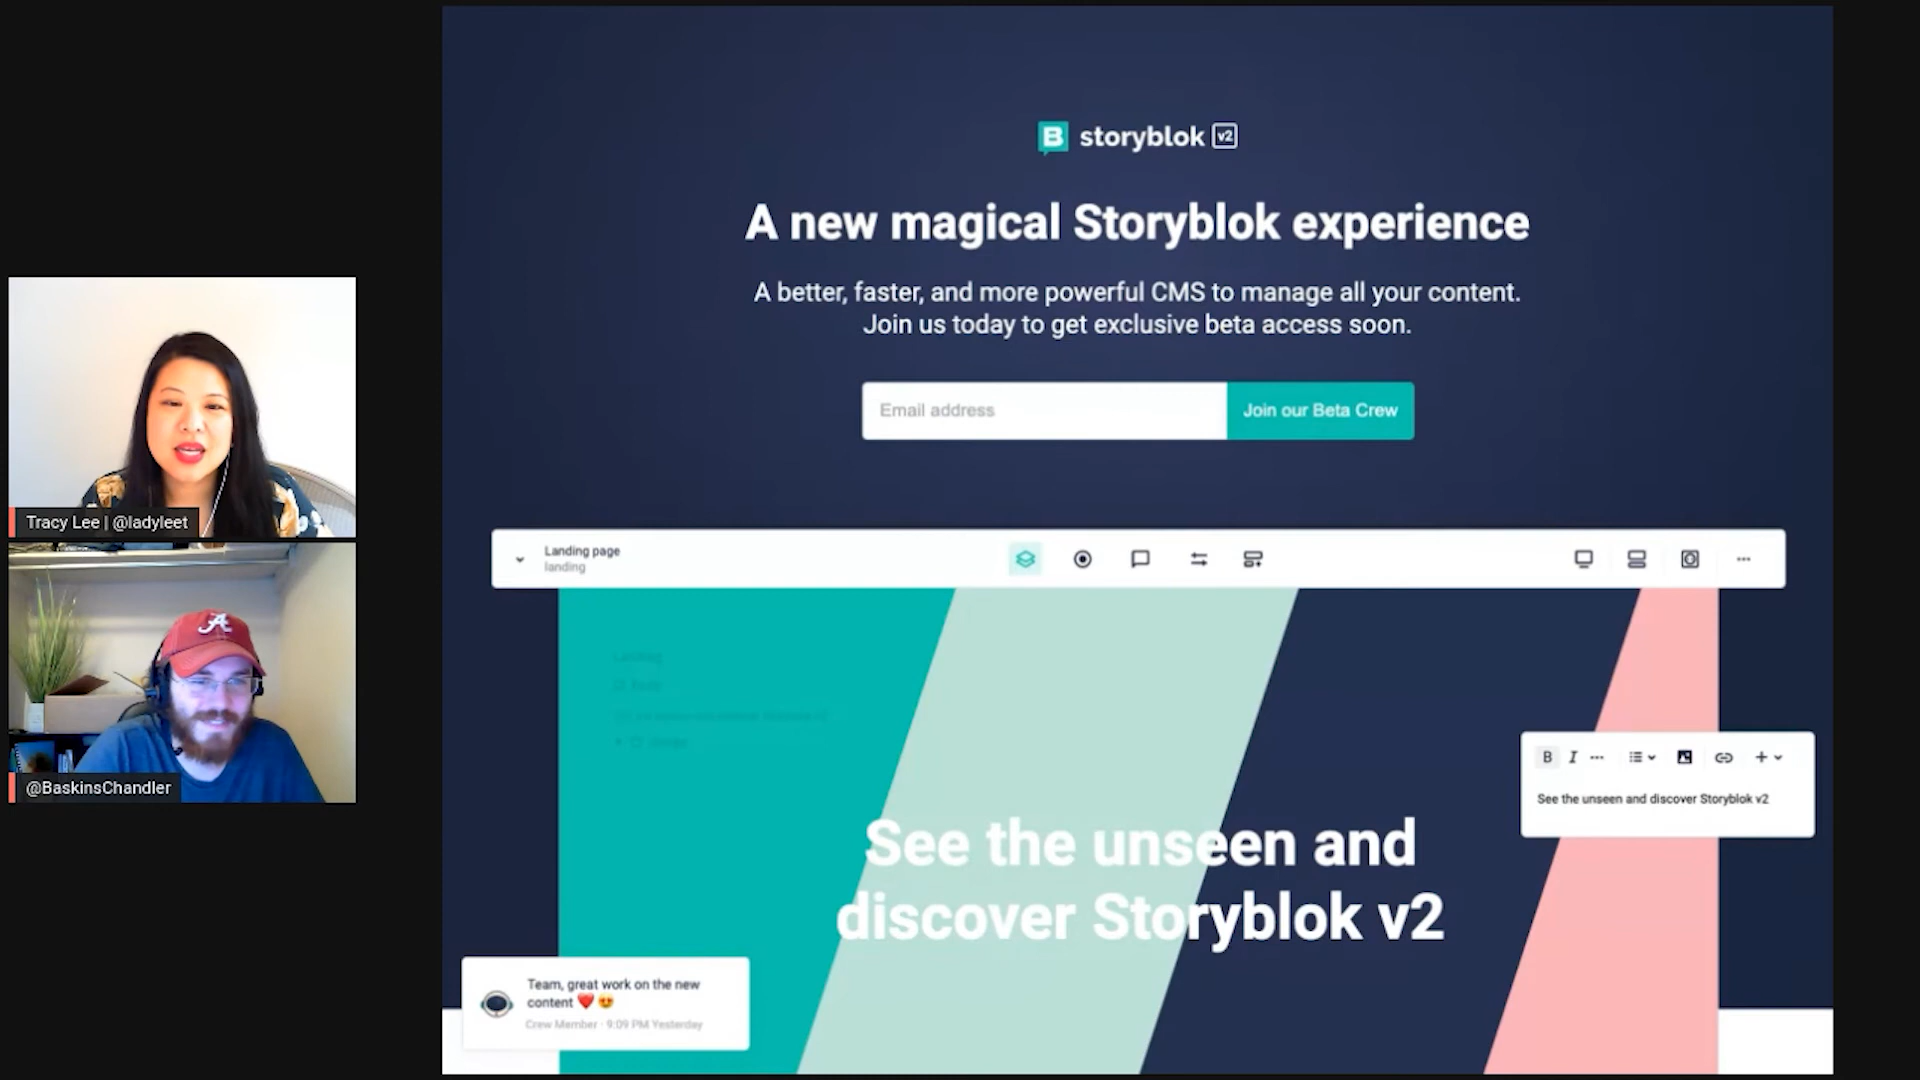 B storyblok v2
A new magical Storyblok experience
A better, faster, and more powerful CMS to manage all your content.
Join us today to get exclusive beta access soon.
Email address
Join our Beta Crew
Landing page
landing
B I
See the unseen and discover Storyblok v2
See the unseen and
discover Storyblok v2
Team, great work on the new
content ❤️ 😍
Crew Member · 9:09 PM Yesterday
Tracy Lee | @ladyleet
A
@BaskinsChandler